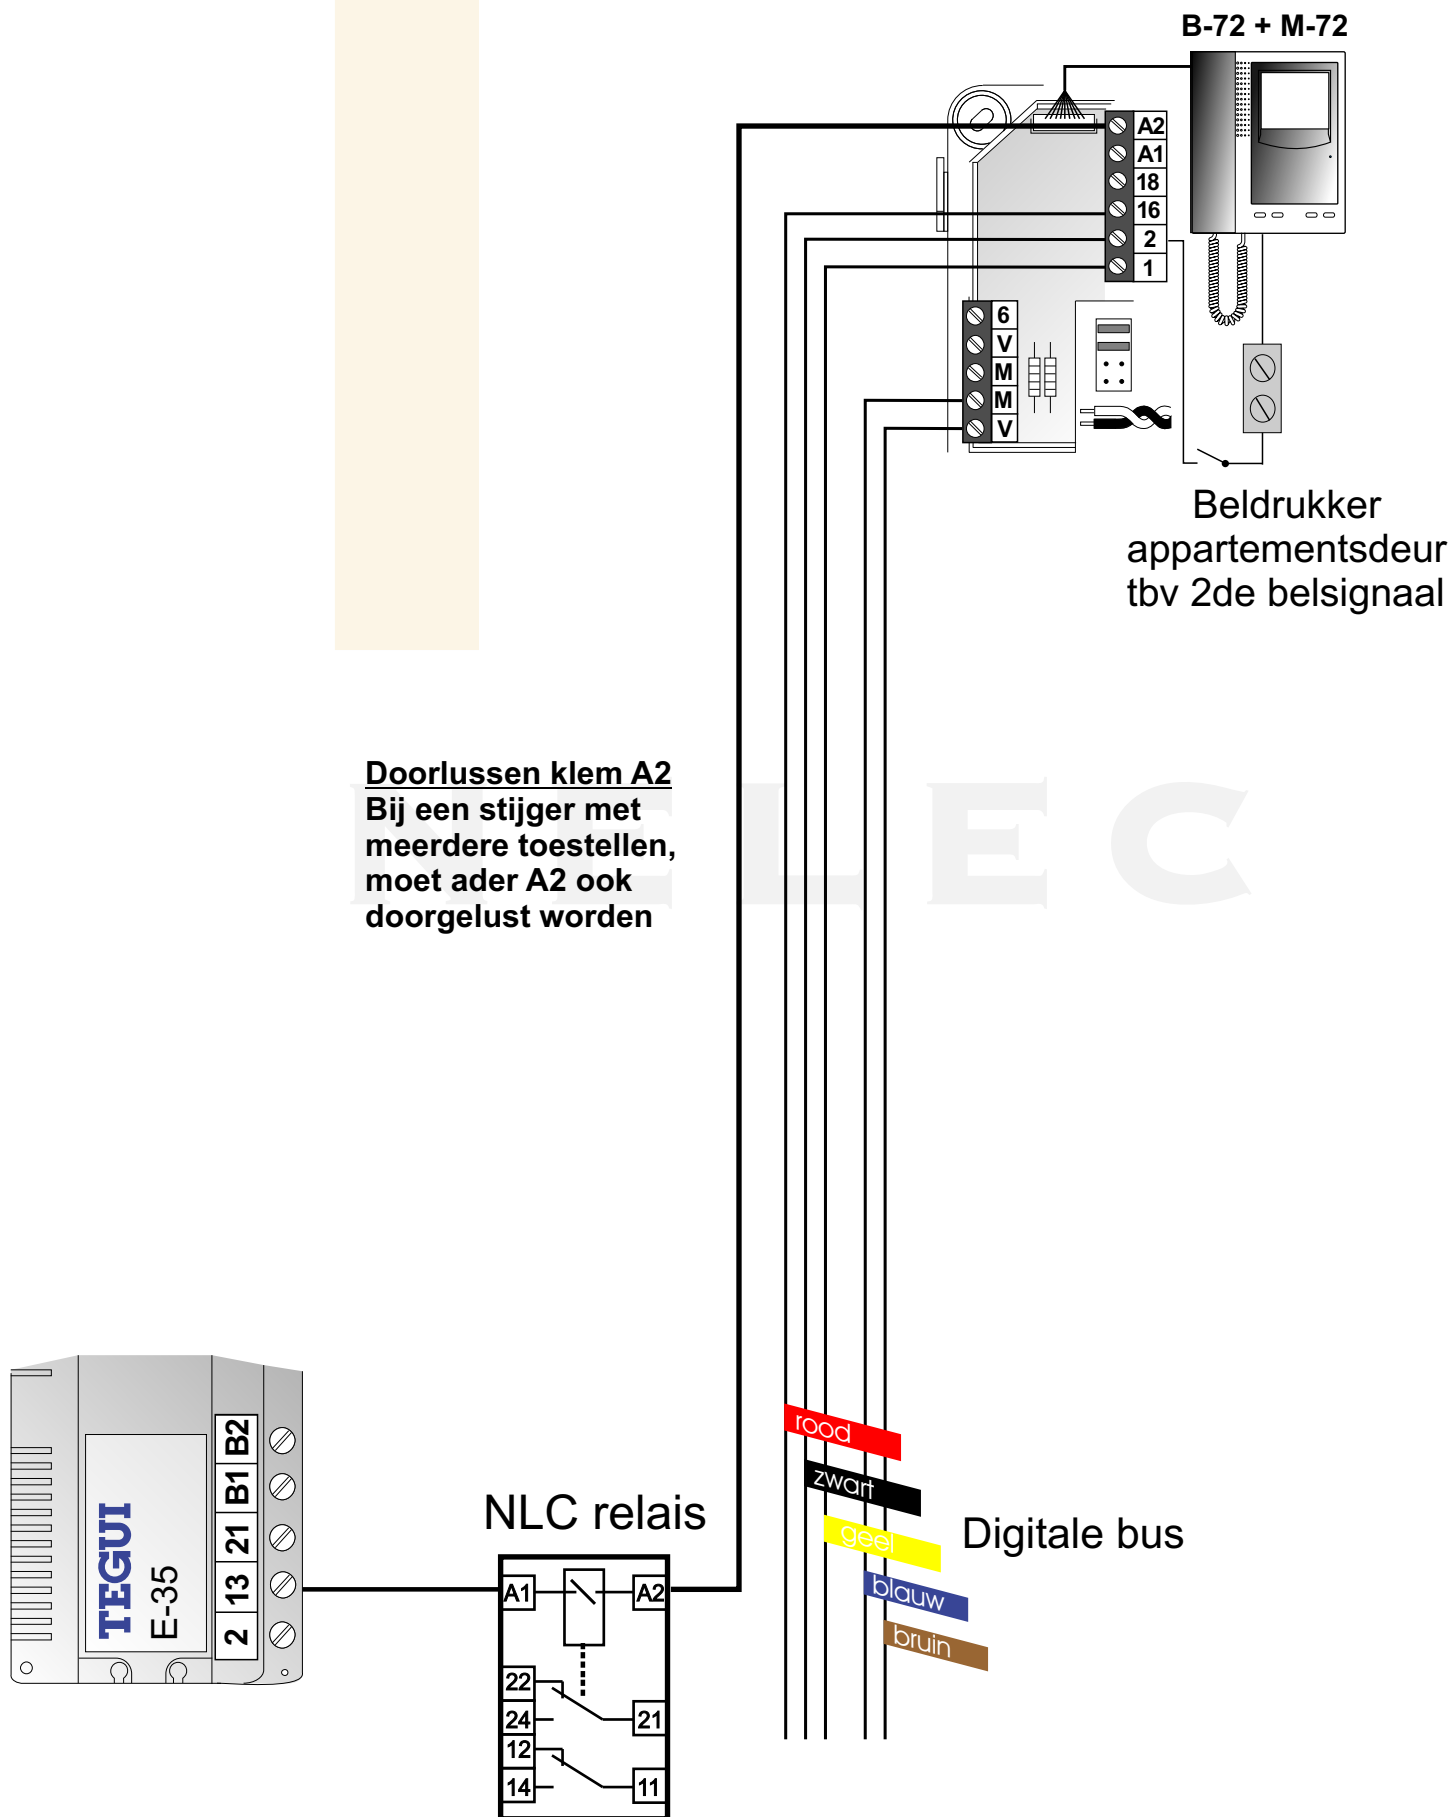 B-72 + M-72
A2
A1
18
16
2
1
6
V
M
M
V
Beldrukker
appartementsdeur
tbv 2de belsignaal
Doorlussen klem A2
Bij een stijger met
meerdere toestellen,
moet ader A2 ook
doorgelust worden
NELEC
rood
zwart
geel
blauw
bruin
Digitale bus
TEGUI
E-35
B2
B1
21
13
2
NLC relais
A1
A2
22
24
21
12
14
11